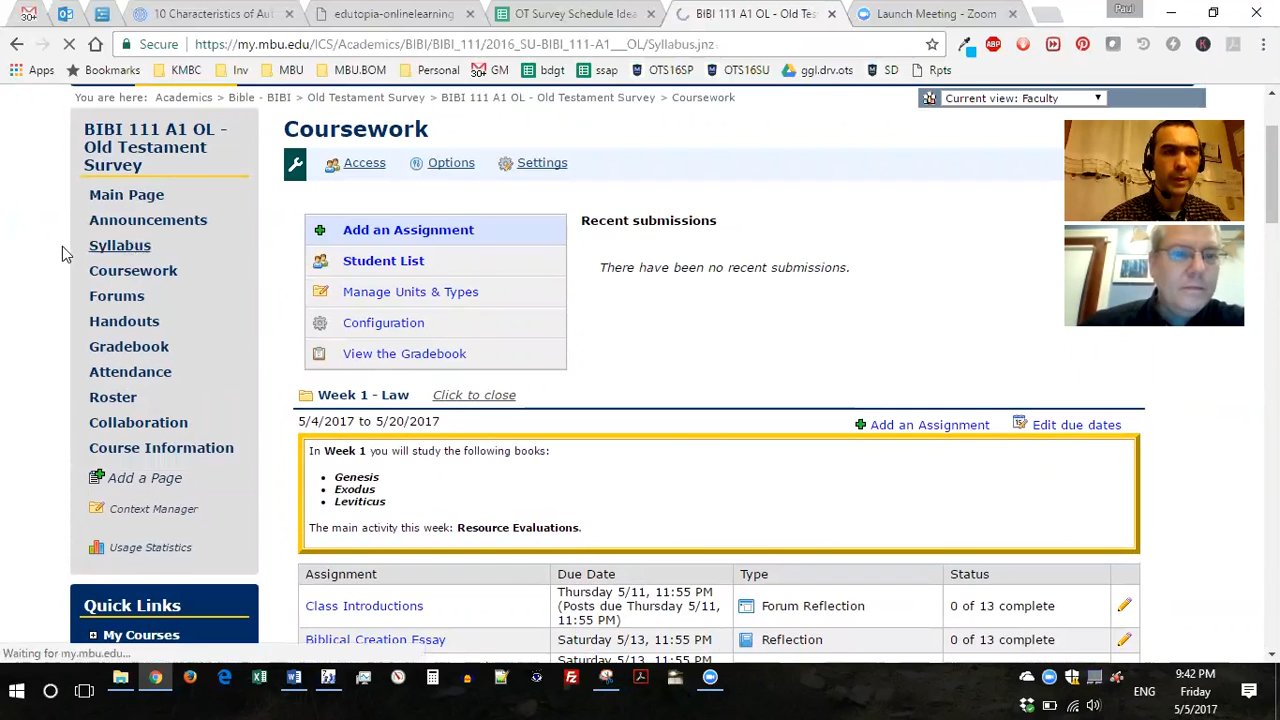 10 Characteristics of Au
edutopia-onlinelearning
OT Survey Schedule Idea
BIBI 111 A1 OL - Old Tes
Launch Meeting - Zoom
Paul
Secure
https://my.mbu.edu/ICS/Academics/BIBI/BIBI_111/2016_SU-BIBI_111-A1__OL/Syllabus.jnz
ABP
Apps
Bookmarks
KMBC
Inv
MBU
MBU.BOM
Personal
GM
bdgt
ssap
OTS16SP
OTS16SU
ggl.drv.ots
SD
Rpts
You are here: Academics > Bible - BIBI > Old Testament Survey > BIBI 111 A1 OL - Old Testament Survey > Coursework
Current view: Faculty
BIBI 111 A1 OL -
Old Testament
Survey
Main Page
Announcements
Syllabus
Coursework
Forums
Handouts
Gradebook
Attendance
Roster
Collaboration
Course Information
Add a Page
Context Manager
Usage Statistics
Quick Links
My Courses
Coursework
Access
Options
Settings
Add an Assignment
Student List
Manage Units & Types
Configuration
View the Gradebook
Recent submissions
There have been no recent submissions.
Week 1 - Law
Click to close
5/4/2017 to 5/20/2017
Add an Assignment
Edit due dates
In Week 1 you will study the following books:
• Genesis
• Exodus
• Leviticus
The main activity this week: Resource Evaluations.
Assignment Due Date Type Status
Class Introductions
Thursday 5/11, 11:55 PM
(Posts due Thursday 5/11,
11:55 PM)
Forum Reflection
0 of 13 complete
Biblical Creation Essay
Saturday 5/13, 11:55 PM
Reflection
0 of 13 complete
Waiting for my.mbu.edu...
ENG
9:42 PM
Friday
5/5/2017